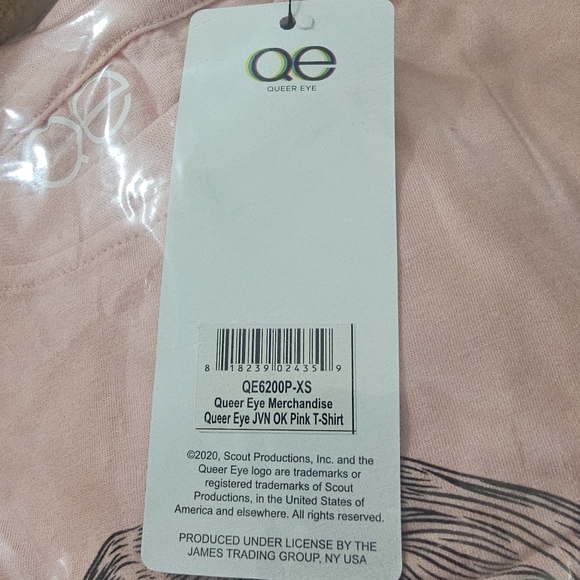 Qe
QUEER EYE
Qe
8 18239 02435 9
QE6200P-XS
Queer Eye Merchandise
Queer Eye JVN OK Pink T-Shirt
©2020, Scout Productions, Inc. and the
Queer Eye logo are trademarks or
registered trademarks of Scout
Productions, in the United States of
America and elsewhere. All rights reserved.
PRODUCED UNDER LICENSE BY THE
JAMES TRADING GROUP, NY USA